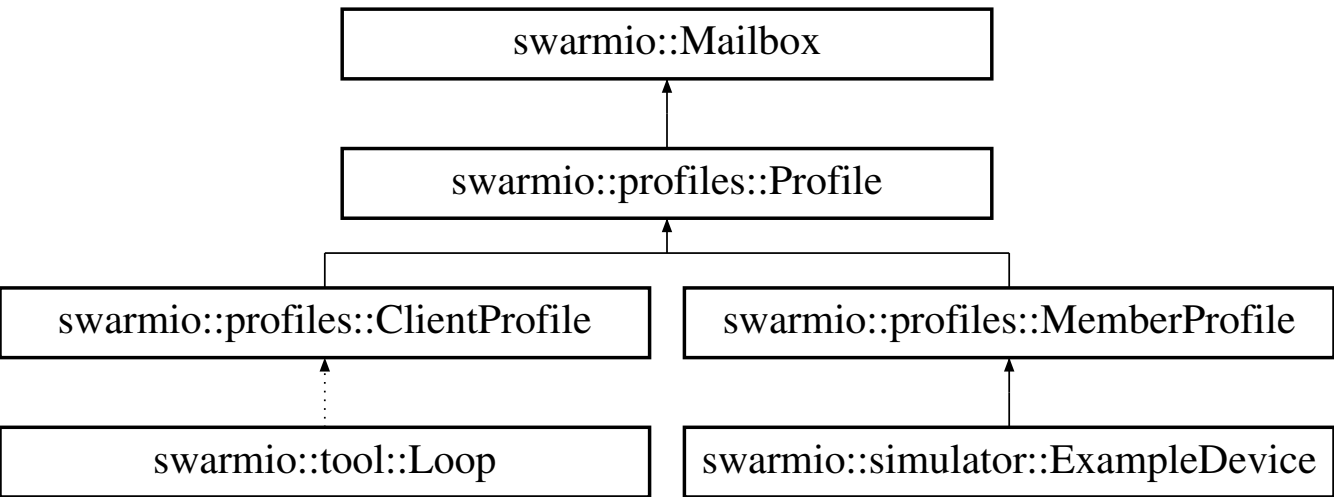 swarmio::Mailbox
swarmio::profiles::Profile
swarmio::profiles::ClientProfile
swarmio::profiles::MemberProfile
swarmio::tool::Loop
swarmio::simulator::ExampleDevice